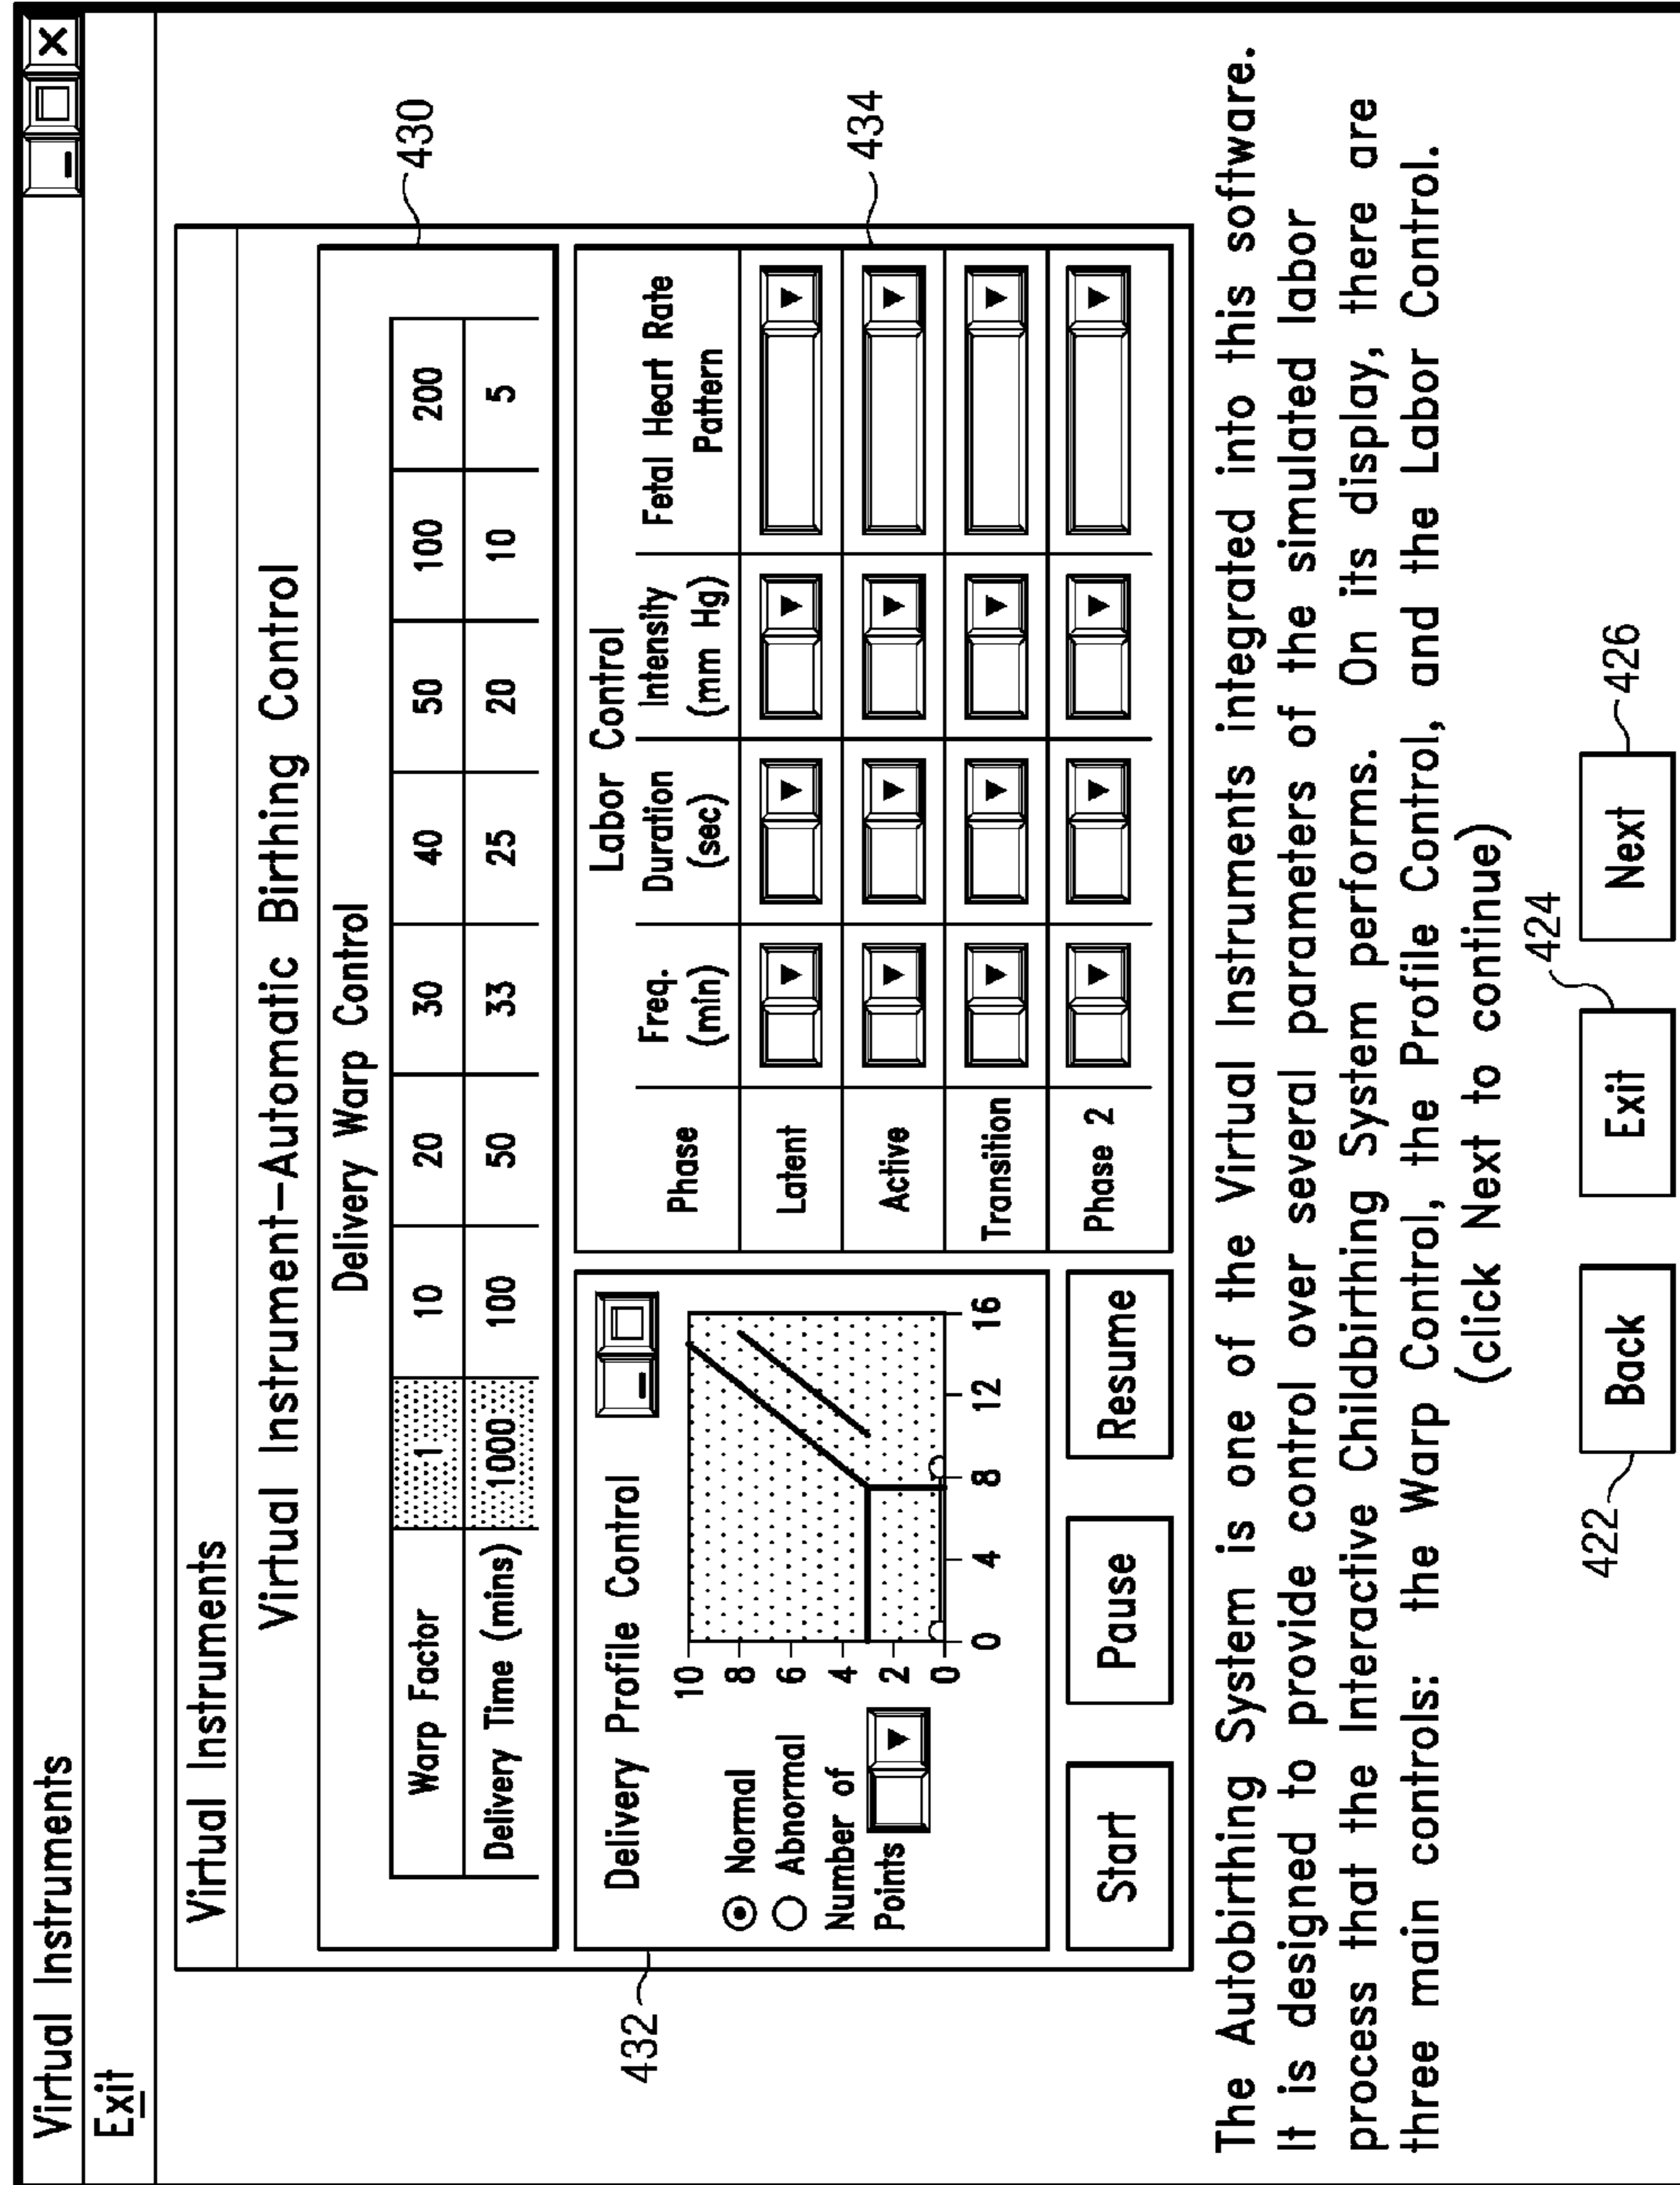 Virtual Instruments
Exit
Virtual Instruments
Virtual Instrument-Automatic Birthing Control
Delivery Warp Control
430
Warp Factor 1 10 20 30 40 50 100 200
Delivery Time (mins) 1000 100 50 33 25 20 10 5
432
Delivery Profile Control
Normal
Abnormal
Number of
Points
10
8
6
4
2
0
0 4 8 12 16
Start Pause Resume
Labor Control
434
Phase Freq. (min) Duration (sec) Intensity (mm Hg) Fetal Heart Rate Pattern
Latent
Active
Transition
Phase 2
The Autobirthing System is one of the Virtual Instruments integrated into this software.
It is designed to provide control over several parameters of the simulated labor
process that the Interactive Childbirthing System performs. On its display, there are
three main controls: the Warp Control, the Profile Control, and the Labor Control.
(click Next to continue)
422 424 426
Back Exit Next